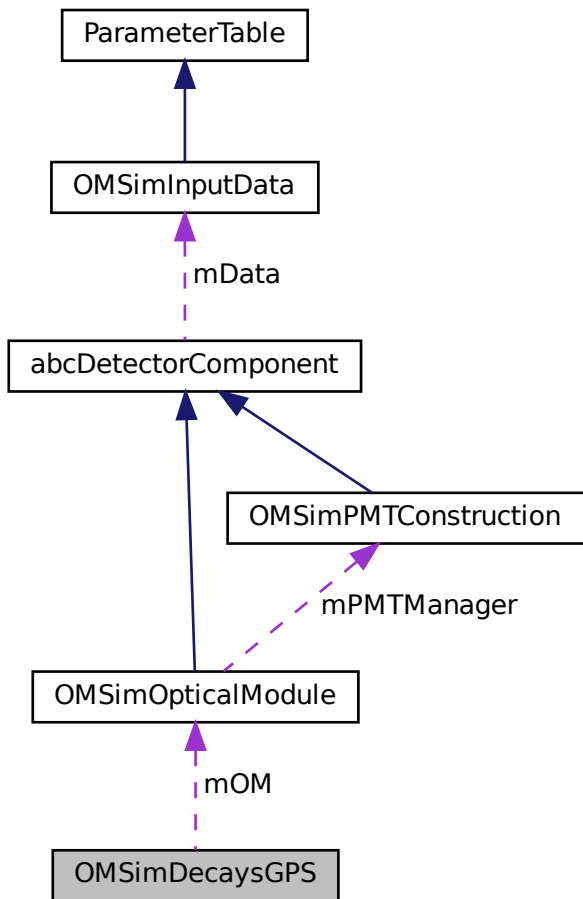 ParameterTable
OMSimInputData
mData
abcDetectorComponent
OMSimPMTConstruction
mPMTManager
OMSimOpticalModule
mOM
OMSimDecaysGPS